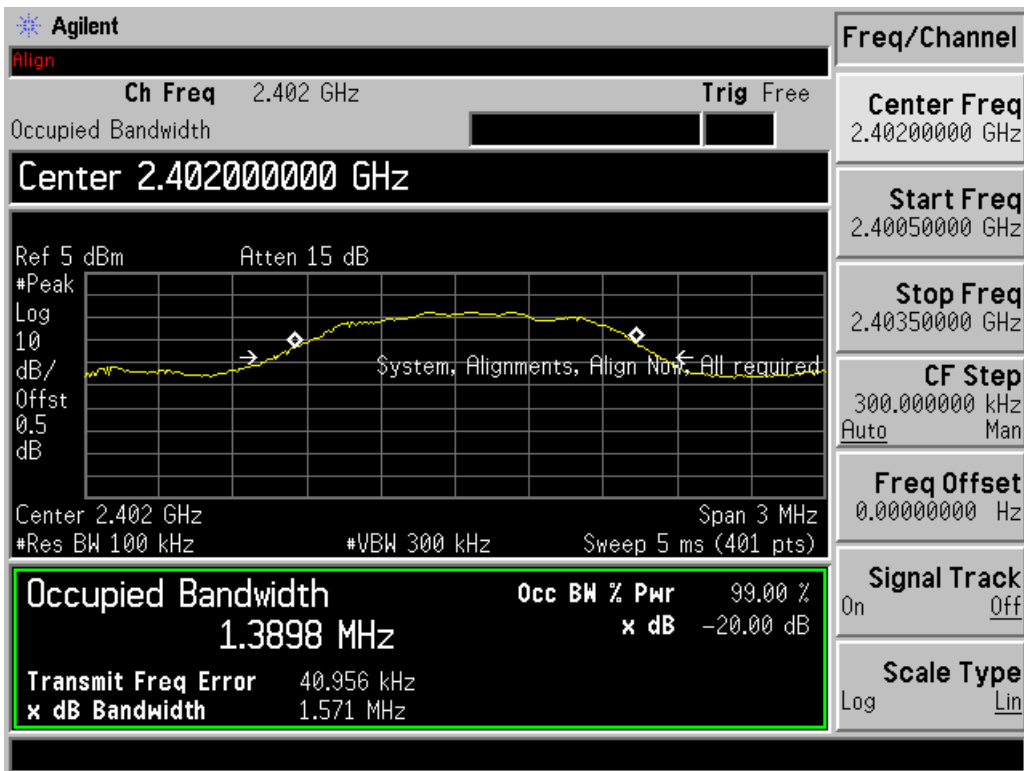 Agilent
Align
Ch Freq 2.402 GHz Trig Free
Occupied Bandwidth
Center 2.402000000 GHz
Ref 5 dBm Atten 15 dB
#Peak
Log
10
dB/
Offst
0.5
dB
System, Alignments, Align Now, All required
Center 2.402 GHz Span 3 MHz
#Res BW 100 kHz #VBW 300 kHz Sweep 5 ms (401 pts)
Occupied Bandwidth Occ BW % Pwr 99.00 %
1.3898 MHz x dB -20.00 dB
Transmit Freq Error 40.956 kHz
x dB Bandwidth 1.571 MHz
Freq/Channel
Center Freq
2.40200000 GHz
Start Freq
2.40050000 GHz
Stop Freq
2.40350000 GHz
CF Step
300.000000 kHz
Auto Man
Freq Offset
0.00000000 Hz
Signal Track
On Off
Scale Type
Log Lin